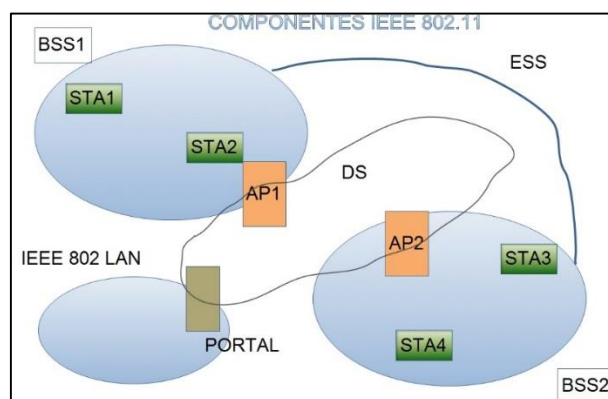 COMPONENTES IEEE 802.11
BSS1
ESS
STA1
STA2
DS
AP1
AP2
IEEE 802 LAN
STA3
PORTAL
STA4
BSS2